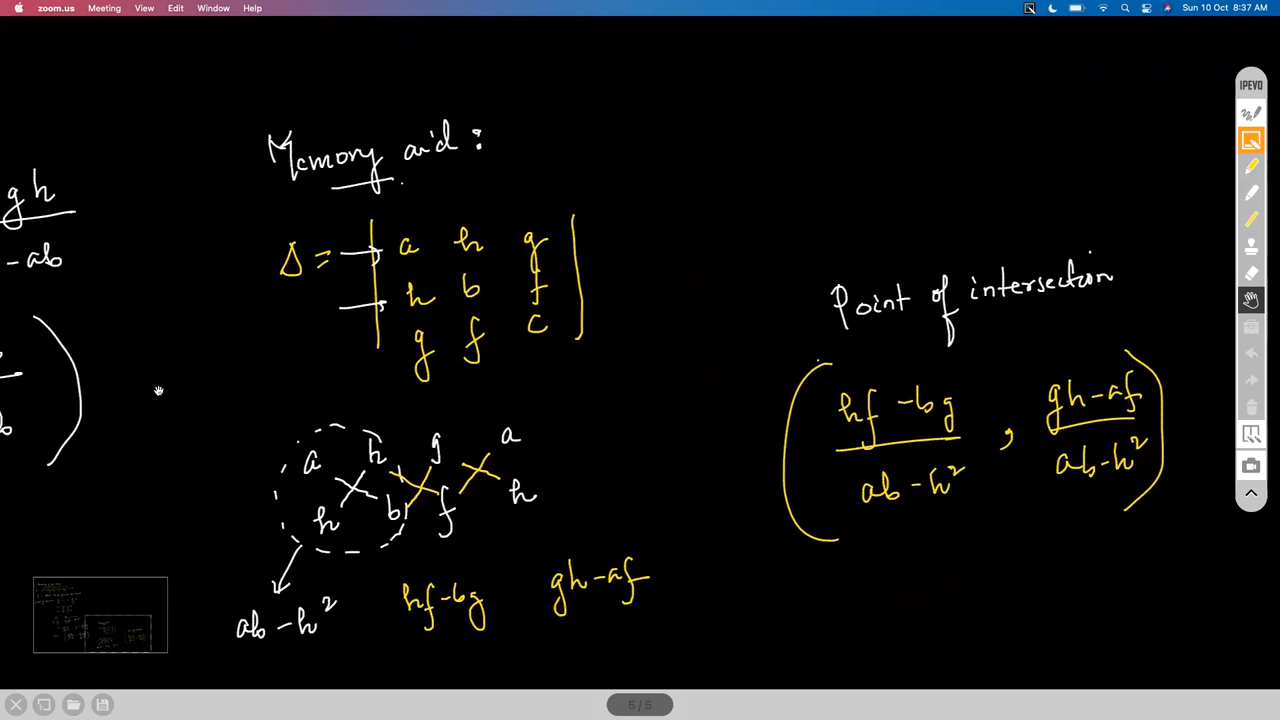 zoom.us Meeting View Edit Window Help Sun 10 Oct 8:37 AM
IPEVO
Memory aid:
gh
-ab
Δ = | a h g |
| h b f |
| g f c |
Point of intersection
( hf-bg / ab-h² , gh-af / ab-h² )
a h g a
h b f h
ab-h² hf-bg gh-af
5 / 5